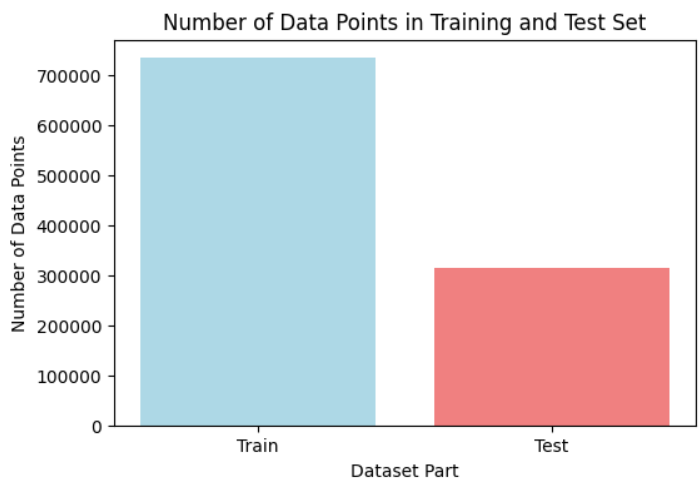 Number of Data Points in Training and Test Set
Number of Data Points
700000
600000
500000
400000
300000
200000
100000
0
Train
Test
Dataset Part